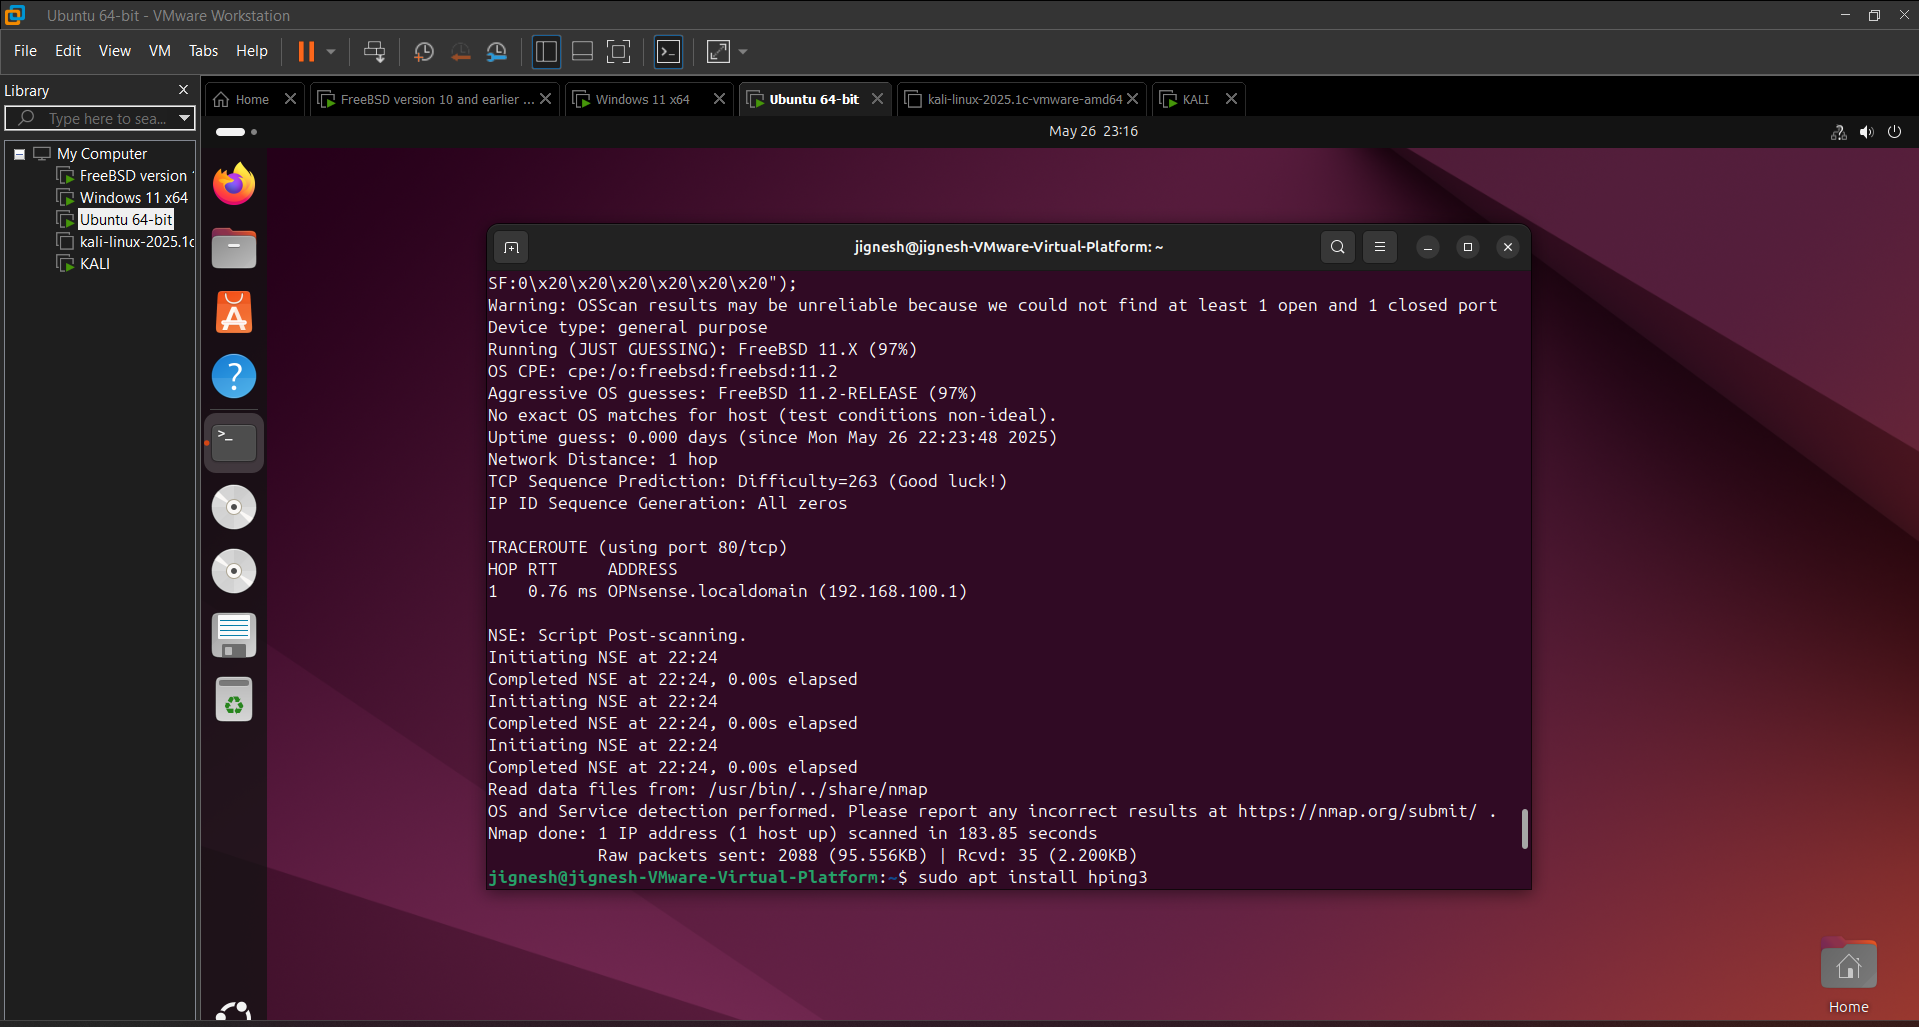 Ubuntu 64-bit - VMware Workstation
File Edit View VM Tabs Help
Library
Type here to sea...
My Computer
FreeBSD version
Windows 11 x64
Ubuntu 64-bit
kali-linux-2025.1c
KALI
Home
FreeBSD version 10 and earlier ...
Windows 11 x64
Ubuntu 64-bit
kali-linux-2025.1c-vmware-amd64
KALI
May 26 23:16
jignesh@jignesh-VMware-Virtual-Platform: ~
SF:0\x20\x20\x20\x20\x20\x20");
Warning: OSScan results may be unreliable because we could not find at least 1 open and 1 closed port
Device type: general purpose
Running (JUST GUESSING): FreeBSD 11.X (97%)
OS CPE: cpe:/o:freebsd:freebsd:11.2
Aggressive OS guesses: FreeBSD 11.2-RELEASE (97%)
No exact OS matches for host (test conditions non-ideal).
Uptime guess: 0.000 days (since Mon May 26 22:23:48 2025)
Network Distance: 1 hop
TCP Sequence Prediction: Difficulty=263 (Good luck!)
IP ID Sequence Generation: All zeros
TRACEROUTE (using port 80/tcp)
HOP RTT ADDRESS
1 0.76 ms OPNsense.localdomain (192.168.100.1)
NSE: Script Post-scanning.
Initiating NSE at 22:24
Completed NSE at 22:24, 0.00s elapsed
Initiating NSE at 22:24
Completed NSE at 22:24, 0.00s elapsed
Initiating NSE at 22:24
Completed NSE at 22:24, 0.00s elapsed
Read data files from: /usr/bin/../share/nmap
OS and Service detection performed. Please report any incorrect results at https://nmap.org/submit/ .
Nmap done: 1 IP address (1 host up) scanned in 183.85 seconds
Raw packets sent: 2088 (95.556KB) | Rcvd: 35 (2.200KB)
jignesh@jignesh-VMware-Virtual-Platform:~$ sudo apt install hping3
Home